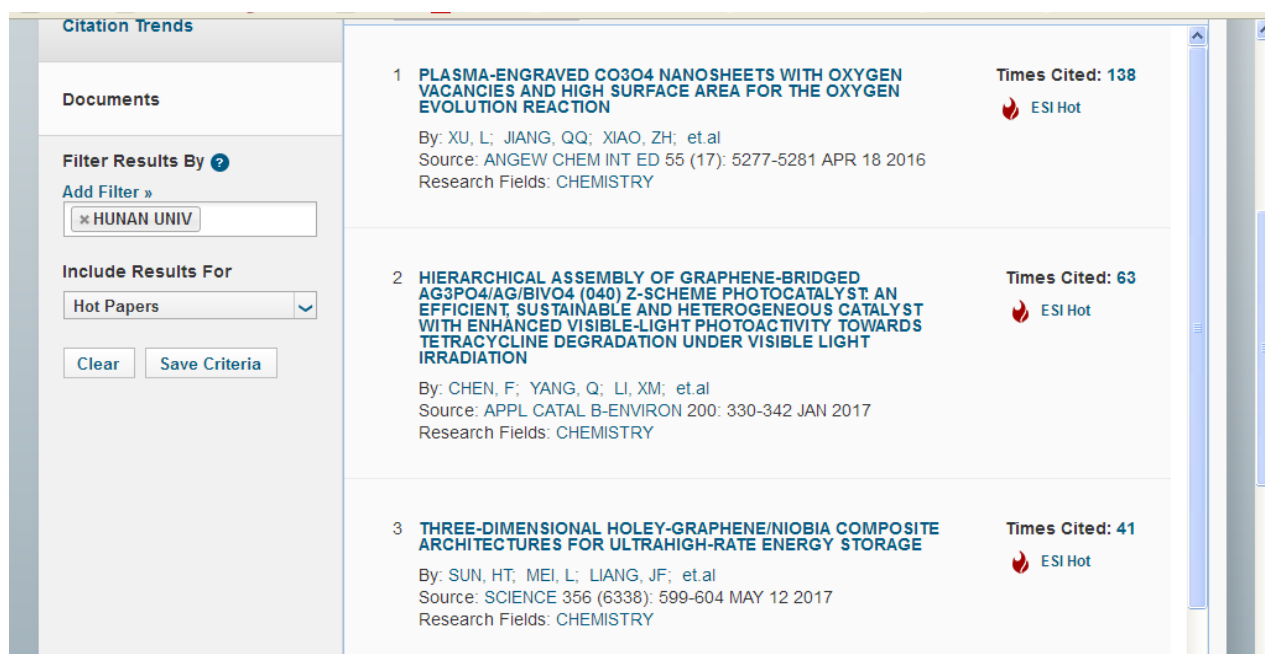 Citation Trends
Documents
Filter Results By ?
Add Filter »
× HUNAN UNIV
Include Results For
Hot Papers
Clear Save Criteria
1 PLASMA-ENGRAVED CO3O4 NANOSHEETS WITH OXYGEN
VACANCIES AND HIGH SURFACE AREA FOR THE OXYGEN
EVOLUTION REACTION
By: XU, L; JIANG, QQ; XIAO, ZH; et.al
Source: ANGEW CHEM INT ED 55 (17): 5277-5281 APR 18 2016
Research Fields: CHEMISTRY
Times Cited: 138
ESI Hot
2 HIERARCHICAL ASSEMBLY OF GRAPHENE-BRIDGED
AG3PO4/AG/BIVO4 (040) Z-SCHEME PHOTOCATALYST: AN
EFFICIENT, SUSTAINABLE AND HETEROGENEOUS CATALYST
WITH ENHANCED VISIBLE-LIGHT PHOTOACTIVITY TOWARDS
TETRACYCLINE DEGRADATION UNDER VISIBLE LIGHT
IRRADIATION
By: CHEN, F; YANG, Q; LI, XM; et.al
Source: APPL CATAL B-ENVIRON 200: 330-342 JAN 2017
Research Fields: CHEMISTRY
Times Cited: 63
ESI Hot
3 THREE-DIMENSIONAL HOLEY-GRAPHENE/NIOBIA COMPOSITE
ARCHITECTURES FOR ULTRAHIGH-RATE ENERGY STORAGE
By: SUN, HT; MEI, L; LIANG, JF; et.al
Source: SCIENCE 356 (6338): 599-604 MAY 12 2017
Research Fields: CHEMISTRY
Times Cited: 41
ESI Hot